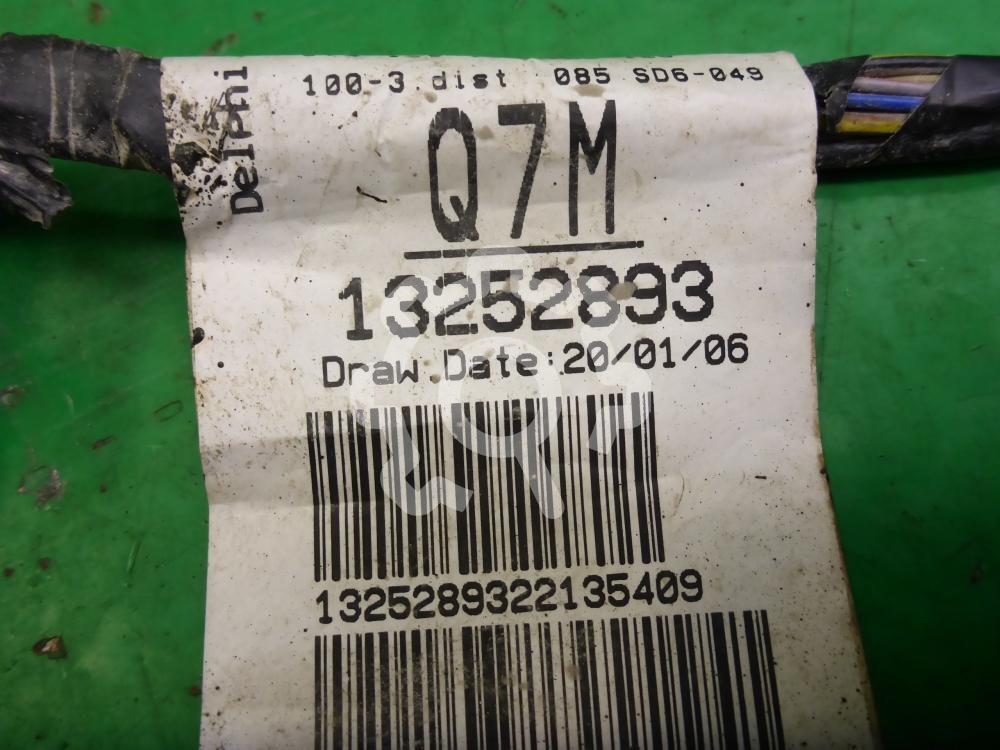 Delphi
100-3.dist 085 SD6-049
Q7M
13252893
Draw.Date:20/01/06
1325289322135409